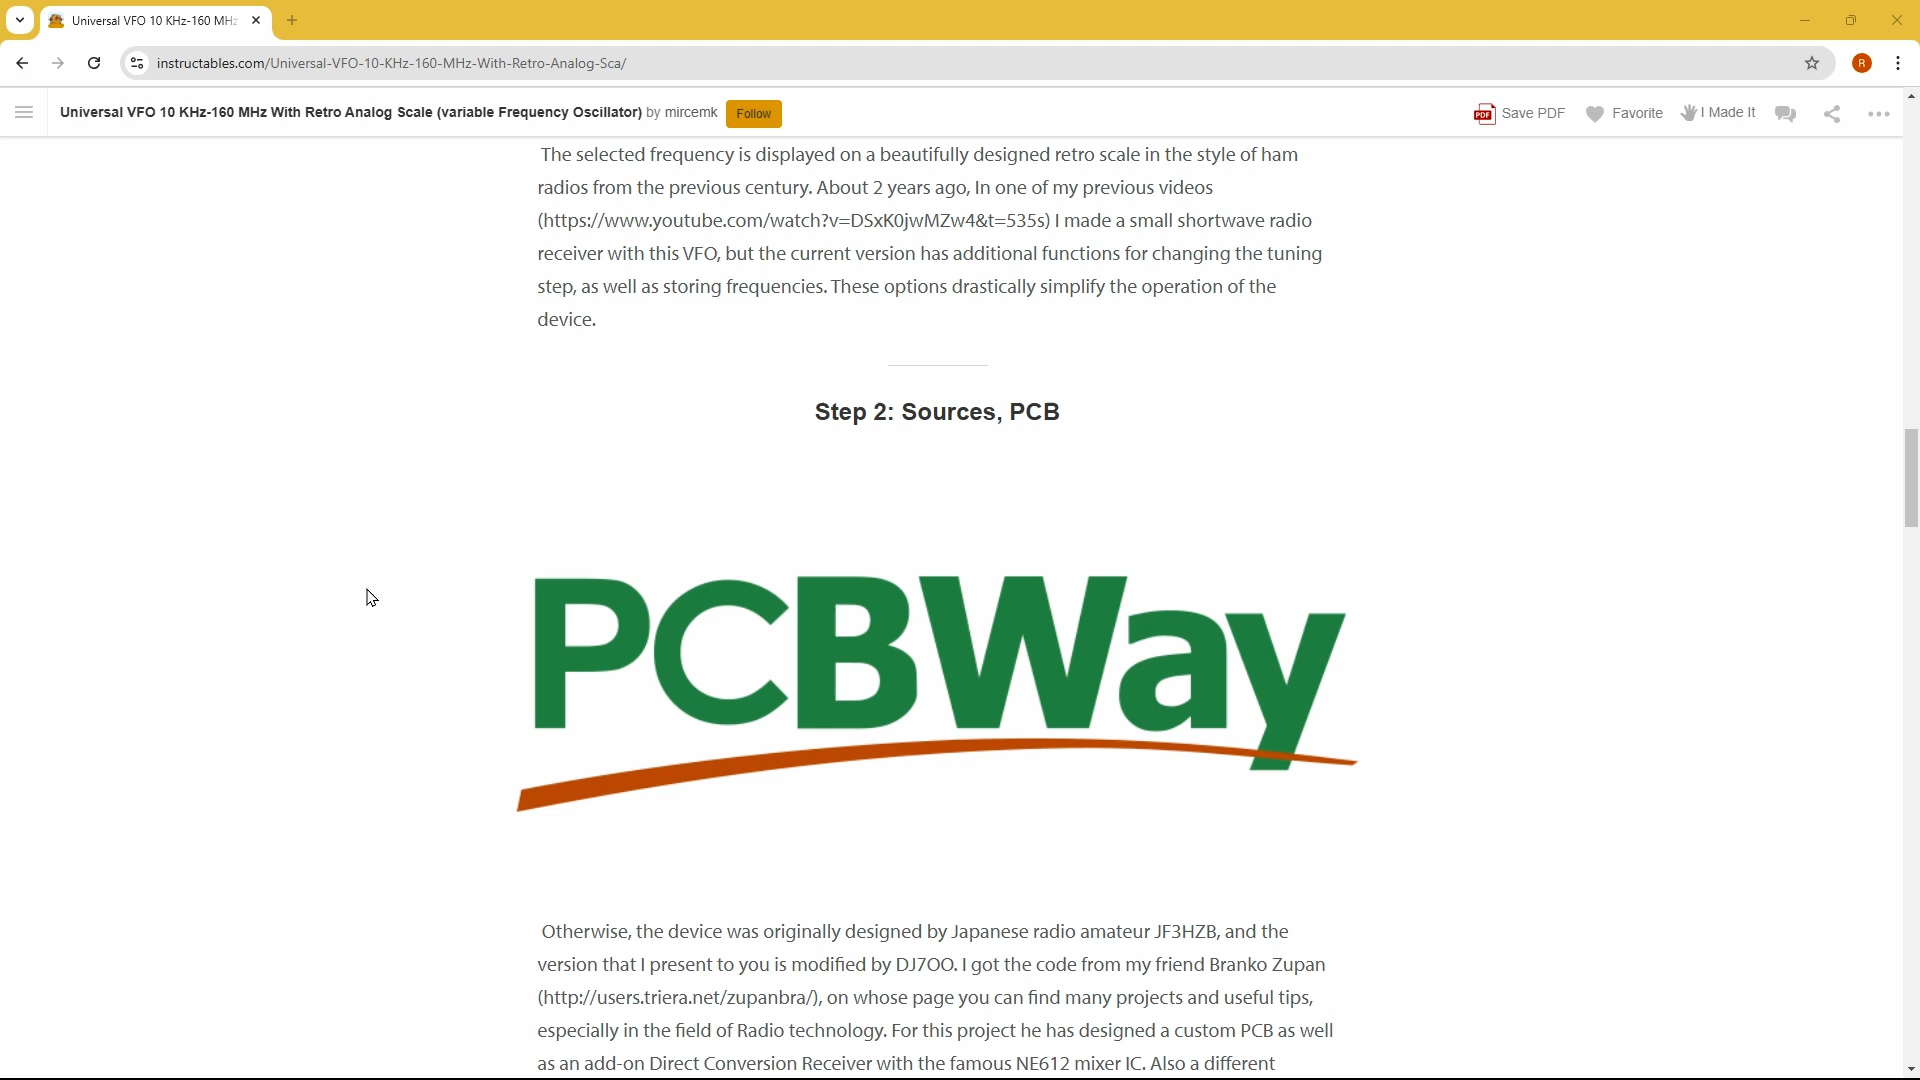 Universal VFO 10 KHz-160 MHz
instructables.com/Universal-VFO-10-KHz-160-MHz-With-Retro-Analog-Sca/
R
Universal VFO 10 KHz-160 MHz With Retro Analog Scale (variable Frequency Oscillator) by mircemk Follow
PDF Save PDF Favorite I Made It
The selected frequency is displayed on a beautifully designed retro scale in the style of ham
radios from the previous century. About 2 years ago, In one of my previous videos
(https://www.youtube.com/watch?v=DSxK0jwMZw4&t=535s) I made a small shortwave radio
receiver with this VFO, but the current version has additional functions for changing the tuning
step, as well as storing frequencies. These options drastically simplify the operation of the
device.
Step 2: Sources, PCB
PCBWay
Otherwise, the device was originally designed by Japanese radio amateur JF3HZB, and the
version that I present to you is modified by DJ7OO. I got the code from my friend Branko Zupan
(http://users.triera.net/zupanbra/), on whose page you can find many projects and useful tips,
especially in the field of Radio technology. For this project he has designed a custom PCB as well
as an add-on Direct Conversion Receiver with the famous NE612 mixer IC. Also a different